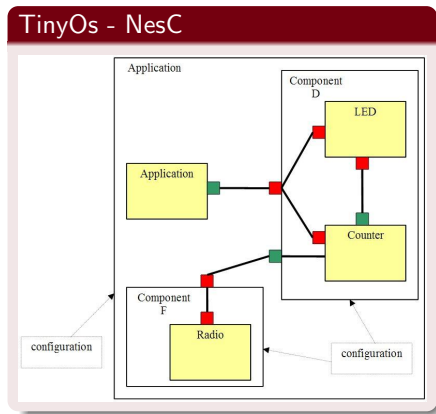 TinyOs - NesC
Application
Component
D
LED
Application
Counter
Component
F
Radio
configuration
configuration